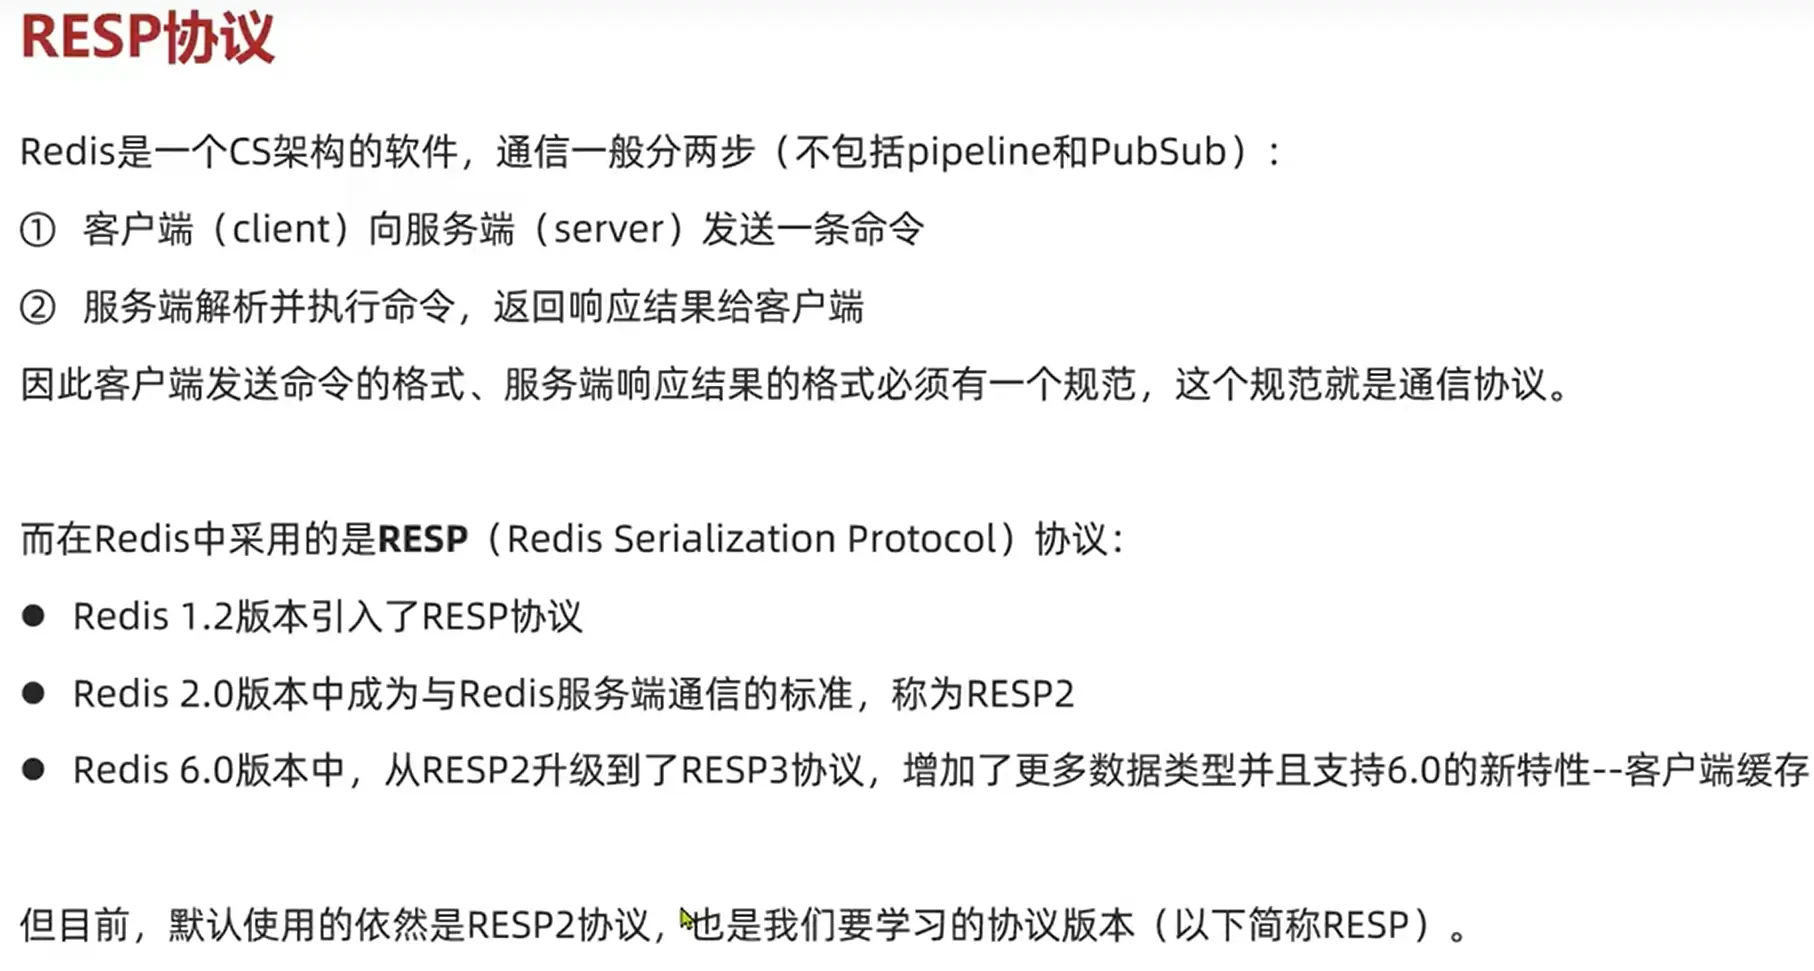 RESP协议
Redis是一个CS架构的软件，通信一般分两步（不包括pipeline和PubSub）：
① 客户端（client）向服务端（server）发送一条命令
② 服务端解析并执行命令，返回响应结果给客户端
因此客户端发送命令的格式、服务端响应结果的格式必须有一个规范，这个规范就是通信协议。
而在Redis中采用的是RESP（Redis Serialization Protocol）协议：
● Redis 1.2版本引入了RESP协议
● Redis 2.0版本中成为与Redis服务端通信的标准，称为RESP2
● Redis 6.0版本中，从RESP2升级到了RESP3协议，增加了更多数据类型并且支持6.0的新特性--客户端缓存
但目前，默认使用的依然是RESP2协议，也是我们要学习的协议版本（以下简称RESP）。